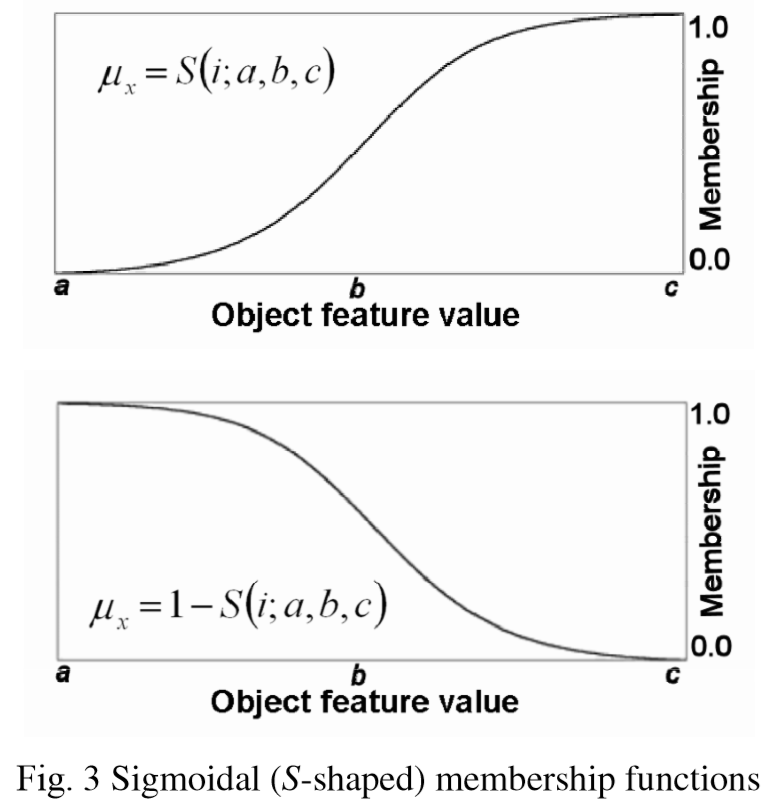 μₓ = S(i; a, b, c)
1.0
Membership
0.0
a b c
Object feature value
1.0
Membership
μₓ = 1 − S(i; a, b, c)
0.0
a b c
Object feature value
Fig. 3 Sigmoidal (S-shaped) membership functions